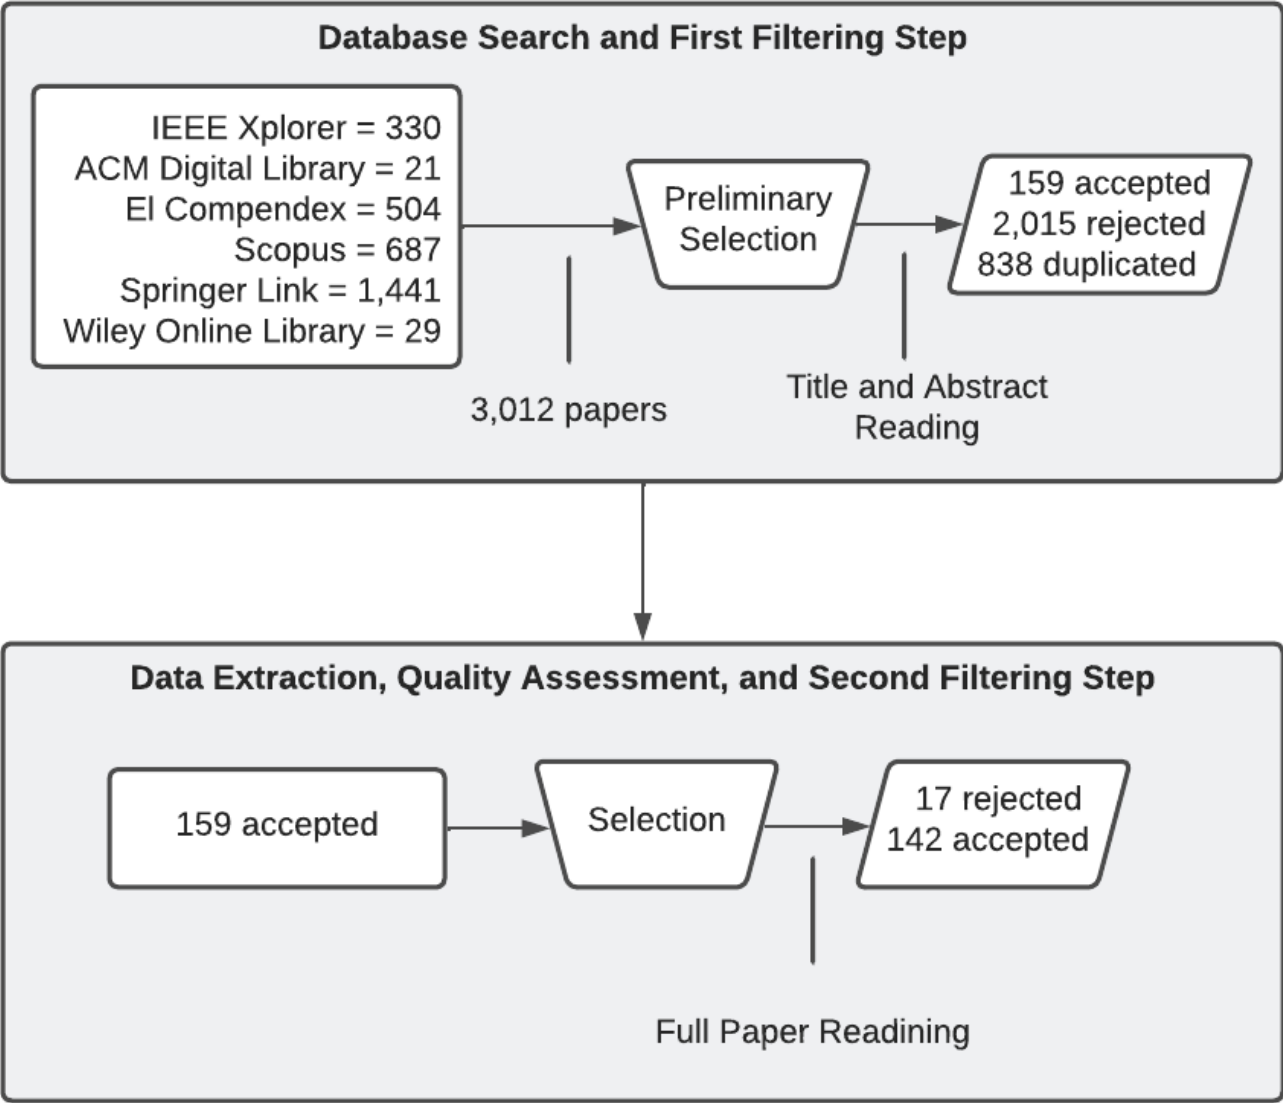 Database Search and First Filtering Step
IEEE Xplorer = 330
ACM Digital Library = 21
El Compendex = 504
Scopus = 687
Springer Link = 1,441
Wiley Online Library = 29
3,012 papers
Preliminary
Selection
Title and Abstract
Reading
159 accepted
2,015 rejected
838 duplicated
Data Extraction, Quality Assessment, and Second Filtering Step
159 accepted
Selection
Full Paper Readining
17 rejected
142 accepted